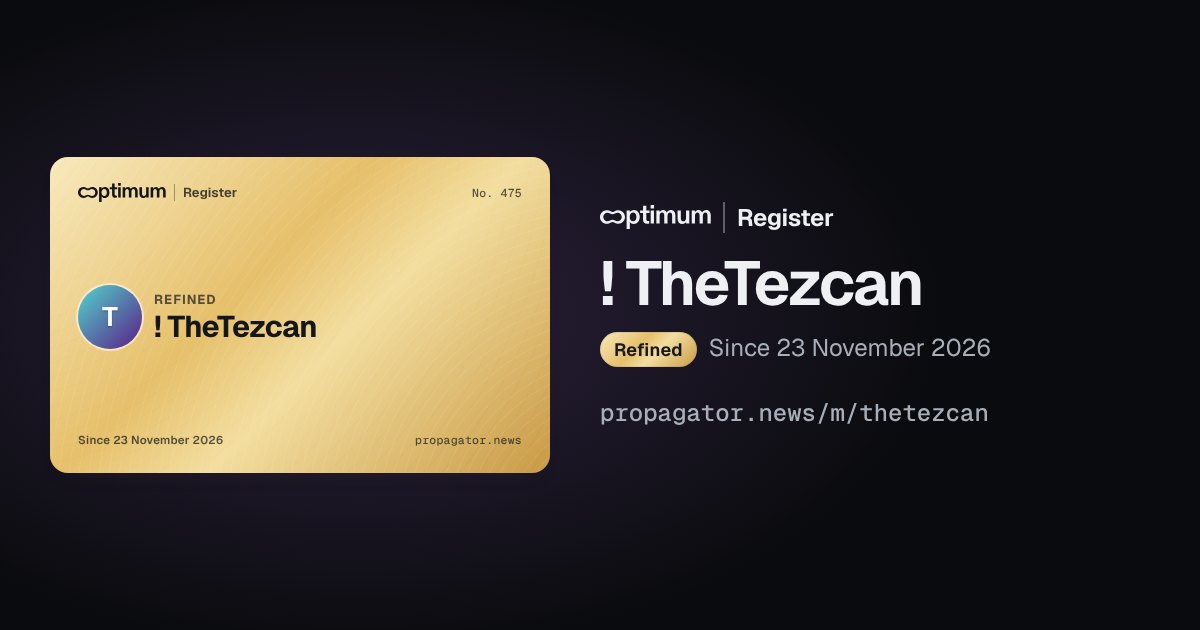 optimum | Register
No. 475
T
REFINED
! TheTezcan
Since 23 November 2026
propagator.news
optimum | Register
! TheTezcan
Refined Since 23 November 2026
propagator.news/m/thetezcan